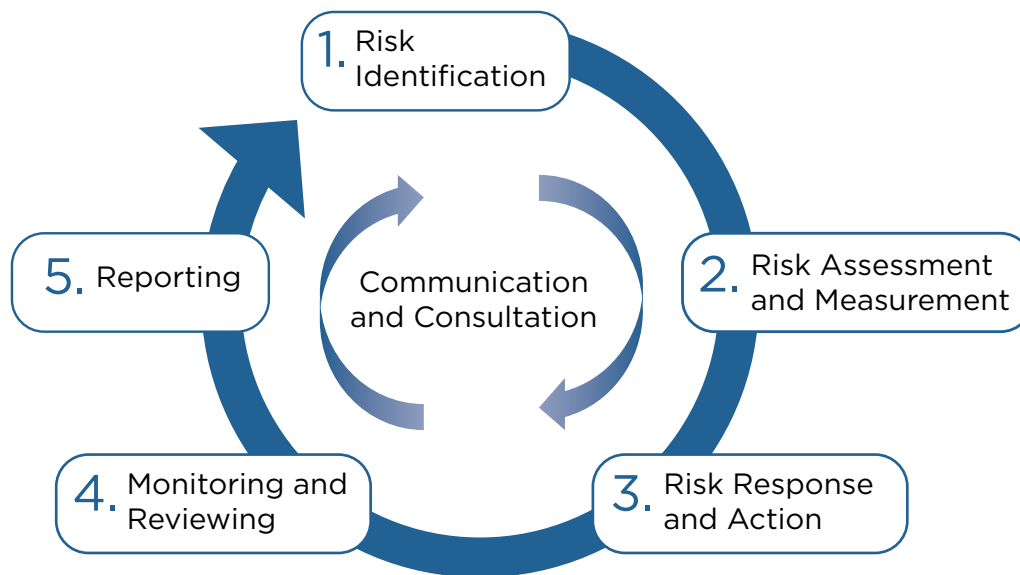 1. Risk
Identification
2. Risk Assessment
and Measurement
3. Risk Response
and Action
4. Monitoring and
Reviewing
5. Reporting
Communication
and Consultation